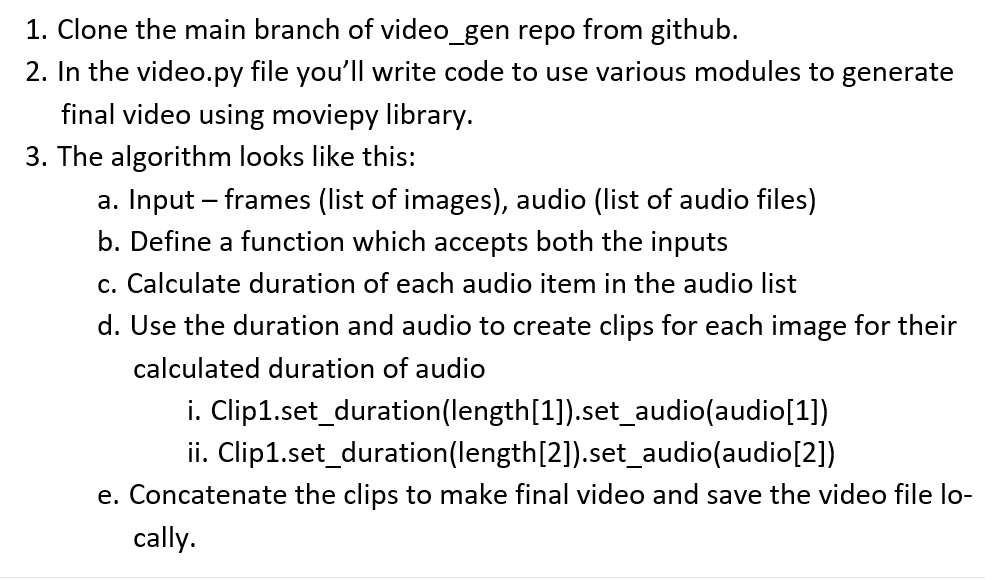 1. Clone the main branch of video_gen repo from github.
2. In the video.py file you’ll write code to use various modules to generate
final video using moviepy library.
3. The algorithm looks like this:
a. Input – frames (list of images), audio (list of audio files)
b. Define a function which accepts both the inputs
c. Calculate duration of each audio item in the audio list
d. Use the duration and audio to create clips for each image for their
calculated duration of audio
i. Clip1.set_duration(length[1]).set_audio(audio[1])
ii. Clip1.set_duration(length[2]).set_audio(audio[2])
e. Concatenate the clips to make final video and save the video file lo-
cally.